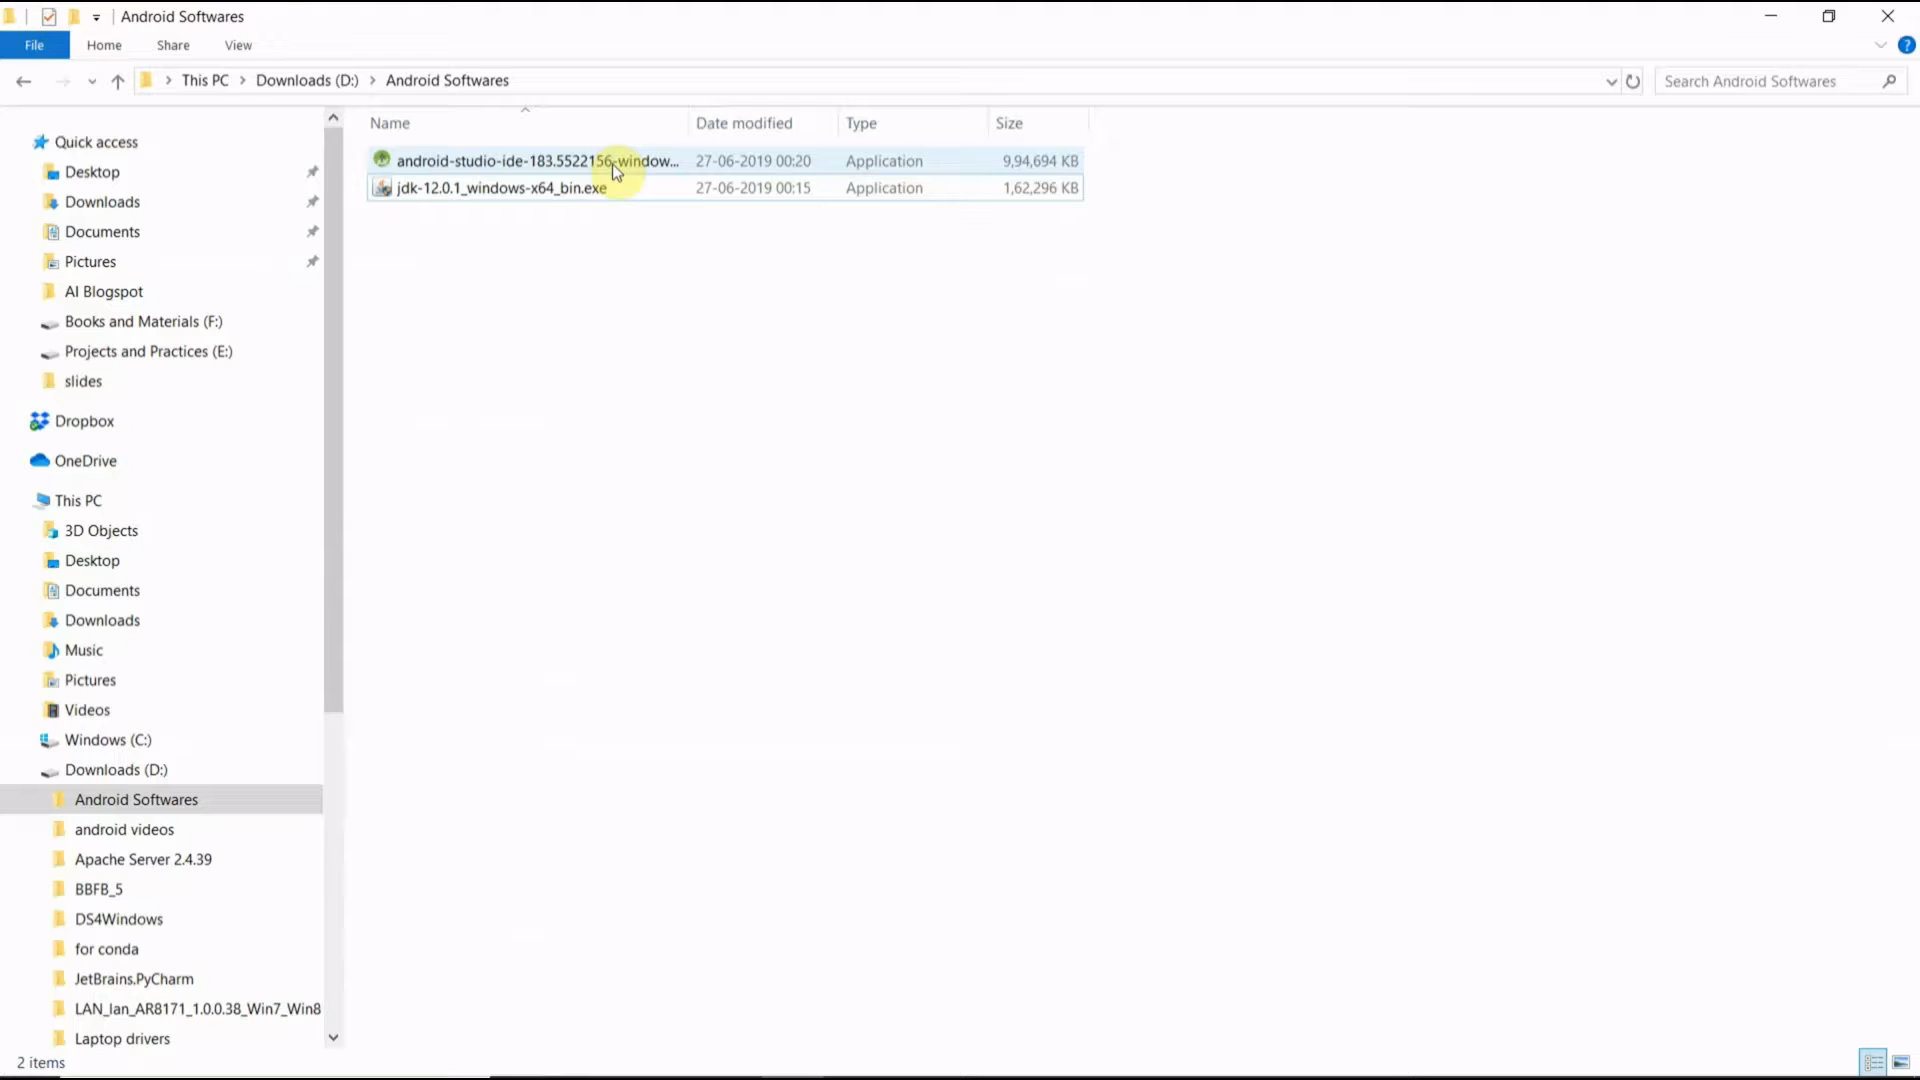 Android Softwares
File Home Share View
This PC Downloads (D:) Android Softwares
Search Android Softwares
Name Date modified Type Size
android-studio-ide-183.5522156-window... 27-06-2019 00:20 Application 9,94,694 KB
jdk-12.0.1_windows-x64_bin.exe 27-06-2019 00:15 Application 1,62,296 KB
Quick access
Desktop
Downloads
Documents
Pictures
AI Blogspot
Books and Materials (F:)
Projects and Practices (E:)
slides
Dropbox
OneDrive
This PC
3D Objects
Desktop
Documents
Downloads
Music
Pictures
Videos
Windows (C:)
Downloads (D:)
Android Softwares
android videos
Apache Server 2.4.39
BBFB_5
DS4Windows
for conda
JetBrains.PyCharm
LAN_lan_AR8171_1.0.0.38_Win7_Win8
Laptop drivers
2 items